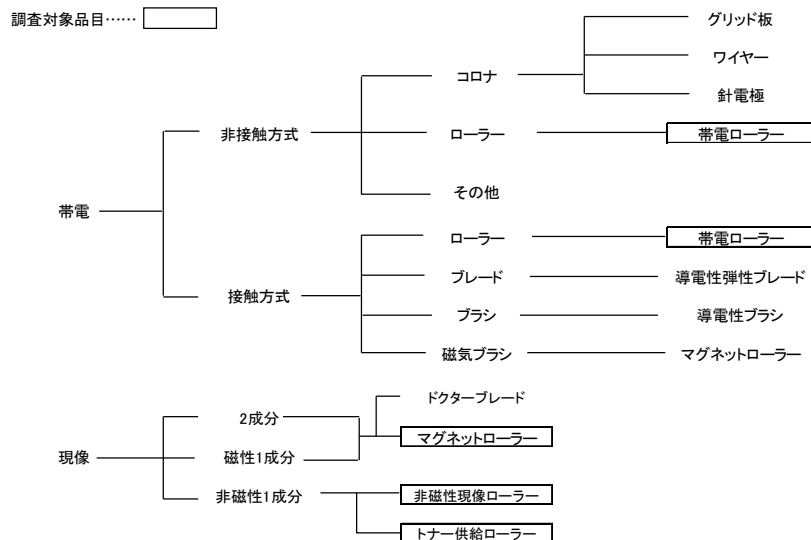 調査対象品目……
グリッド板
コロナ
ワイヤー
針電極
非接触方式
ローラー
帯電ローラー
その他
帯電
ローラー
帯電ローラー
ブレード
導電性弾性ブレード
接触方式
ブラシ
導電性ブラシ
磁気ブラシ
マグネットローラー
ドクターブレード
2成分
マグネットローラー
現像
磁性1成分
非磁性1成分
非磁性現像ローラー
トナー供給ローラー